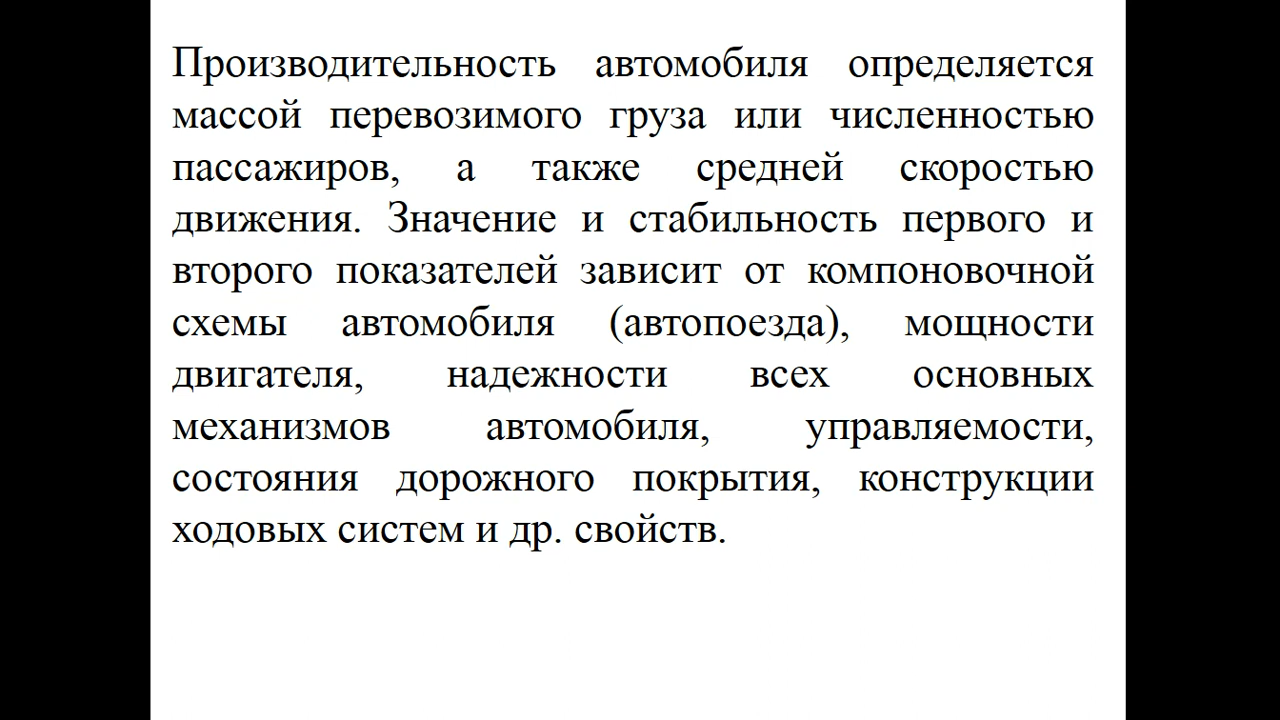 Производительность автомобиля определяется
массой перевозимого груза или численностью
пассажиров, а также средней скоростью
движения. Значение и стабильность первого и
второго показателей зависит от компоновочной
схемы автомобиля (автопоезда), мощности
двигателя, надежности всех основных
механизмов автомобиля, управляемости,
состояния дорожного покрытия, конструкции
ходовых систем и др. свойств.